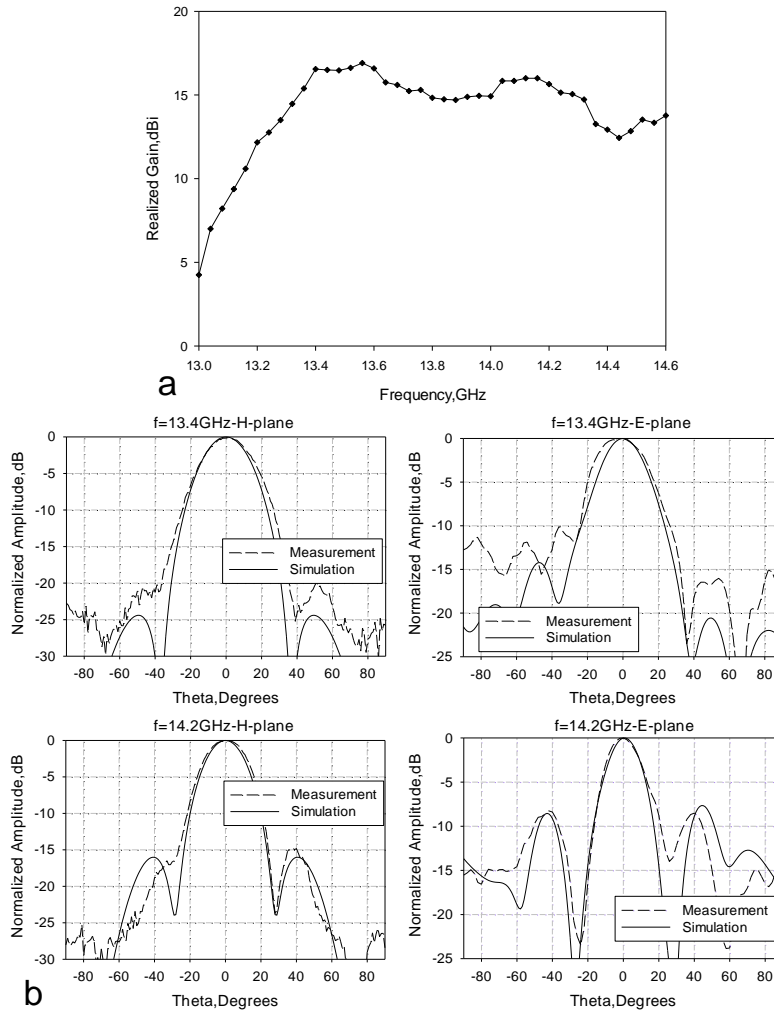 20
15
10
5
0
Realized Gain,dBi
13.0 13.2 13.4 13.6 13.8 14.0 14.2 14.4 14.6
Frequency,GHz
a
f=13.4GHz-H-plane
0
-5
-10
-15
-20
-25
-30
Normalized Amplitude,dB
Measurement
Simulation
-80 -60 -40 -20 0 20 40 60 80
Theta,Degrees
f=13.4GHz-E-plane
0
-5
-10
-15
-20
-25
Normalized Amplitude,dB
Measurement
Simulation
-80 -60 -40 -20 0 20 40 60 80
Theta,Degrees
f=14.2GHz-H-plane
0
-5
-10
-15
-20
-25
-30
Normalized Amplitude,dB
Measurement
Simulation
-80 -60 -40 -20 0 20 40 60 80
Theta,Degrees
f=14.2GHz-E-plane
0
-5
-10
-15
-20
-25
Normalized Amplitude,dB
Measurement
Simulation
-80 -60 -40 -20 0 20 40 60 80
Theta,Degrees
b